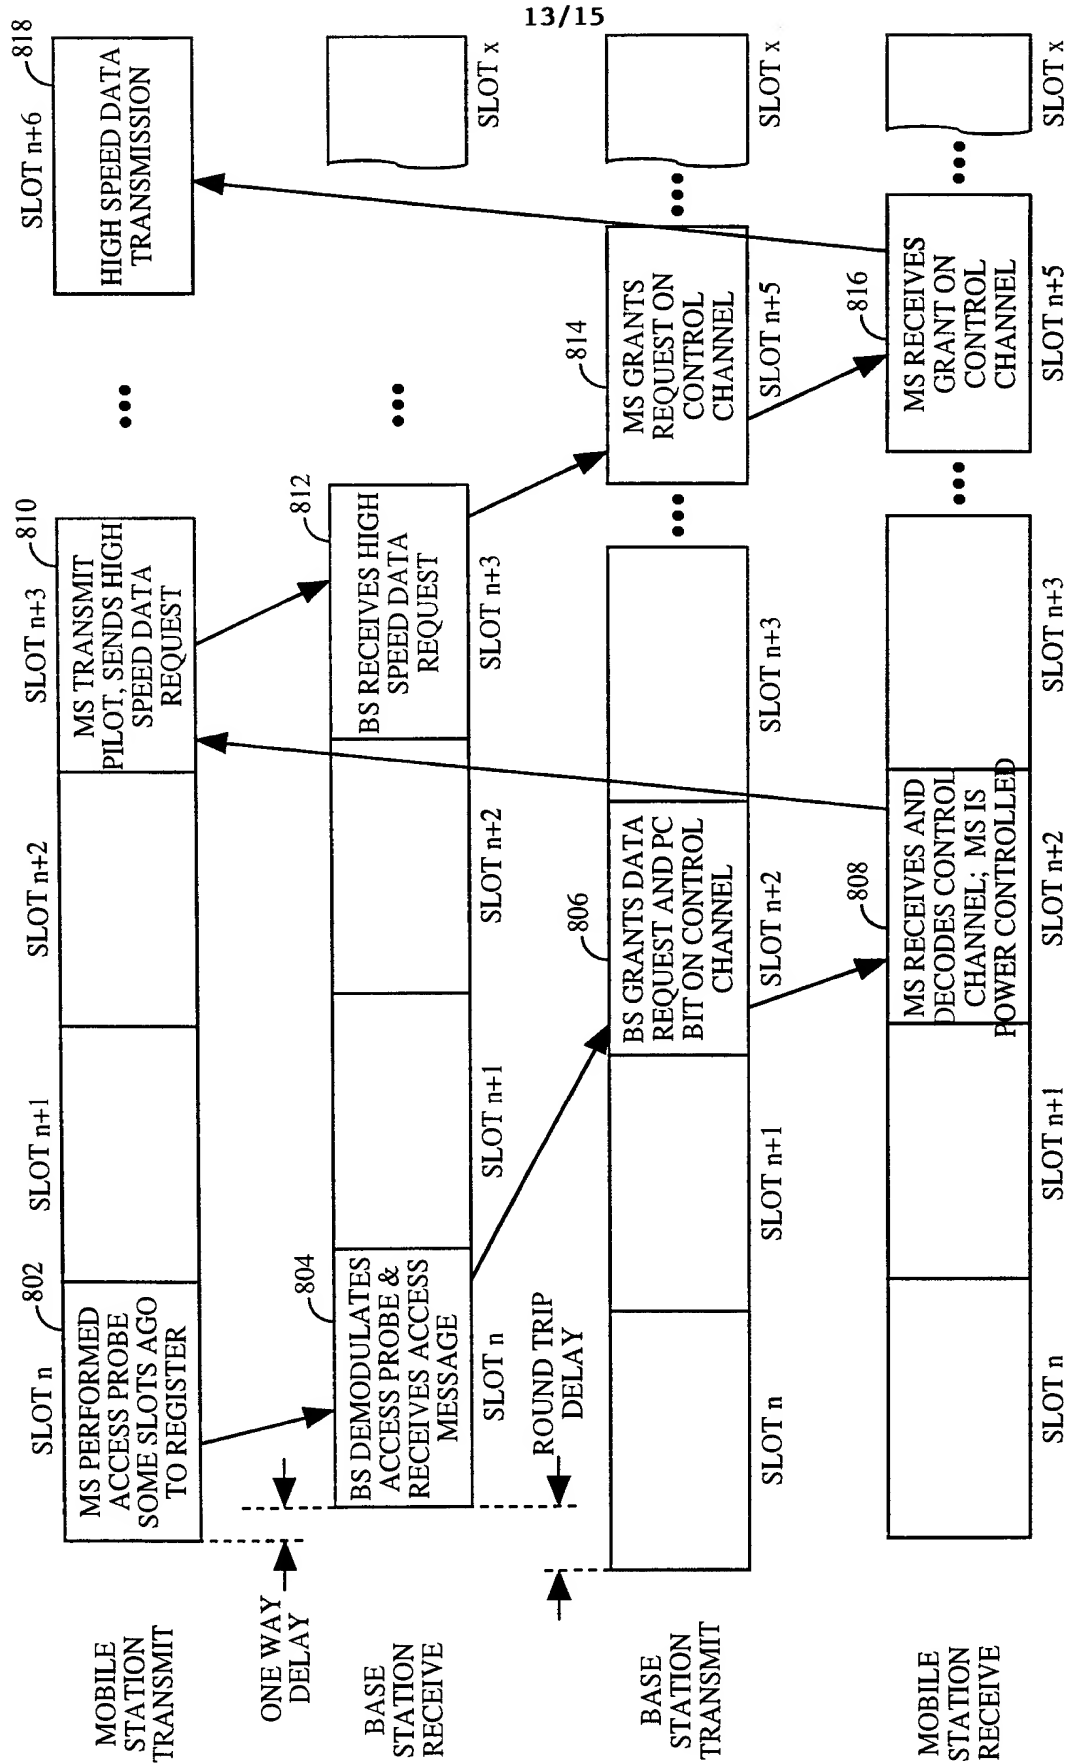 13/15
MOBILE
STATION
TRANSMIT
SLOT n
802
MS PERFORMED
ACCESS PROBE
SOME SLOTS AGO
TO REGISTER
SLOT n+1
SLOT n+2
SLOT n+3
810
MS TRANSMIT
PILOT, SENDS HIGH
SPEED DATA
REQUEST
SLOT n+6
818
HIGH SPEED DATA
TRANSMISSION
ONE WAY
DELAY
BASE
STATION
RECEIVE
804
BS DEMODULATES
ACCESS PROBE &
RECEIVES ACCESS
MESSAGE
SLOT n
SLOT n+1
SLOT n+2
812
BS RECEIVES HIGH
SPEED DATA
REQUEST
SLOT n+3
SLOT x
ROUND TRIP
DELAY
BASE
STATION
TRANSMIT
SLOT n
SLOT n+1
806
BS GRANTS DATA
REQUEST AND PC
BIT ON CONTROL
CHANNEL
SLOT n+2
SLOT n+3
814
MS GRANTS
REQUEST ON
CONTROL
CHANNEL
SLOT n+5
SLOT x
MOBILE
STATION
RECEIVE
SLOT n
SLOT n+1
808
MS RECEIVES AND
DECODES CONTROL
CHANNEL; MS IS
POWER CONTROLLED
SLOT n+2
SLOT n+3
816
MS RECEIVES
GRANT ON
CONTROL
CHANNEL
SLOT n+5
SLOT x